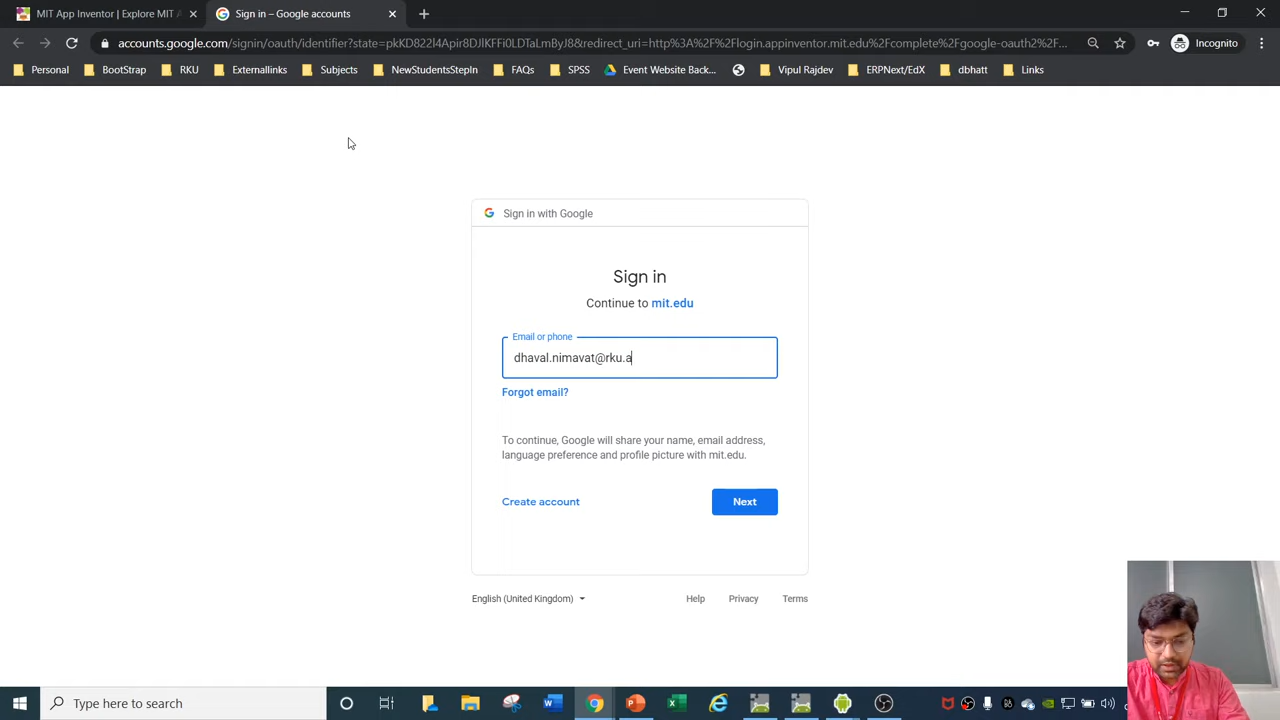 MIT App Inventor | Explore MIT A
Sign in – Google accounts
accounts.google.com/signin/oauth/identifier?state=pkKD822l4Apir8DJlKFFi0LDTaLmByJ8&redirect_uri=http%3A%2F%2Flogin.appinventor.mit.edu%2Fcomplete%2Fgoogle-oauth2%2F...
Incognito
Personal
BootStrap
RKU
Externallinks
Subjects
NewStudentsStepIn
FAQs
SPSS
Event Website Back...
Vipul Rajdev
ERPNext/EdX
dbhatt
Links
Sign in with Google
Sign in
Continue to mit.edu
Email or phone
dhaval.nimavat@rku.a
Forgot email?
To continue, Google will share your name, email address,
language preference and profile picture with mit.edu.
Create account
Next
English (United Kingdom)
Help
Privacy
Terms
Type here to search